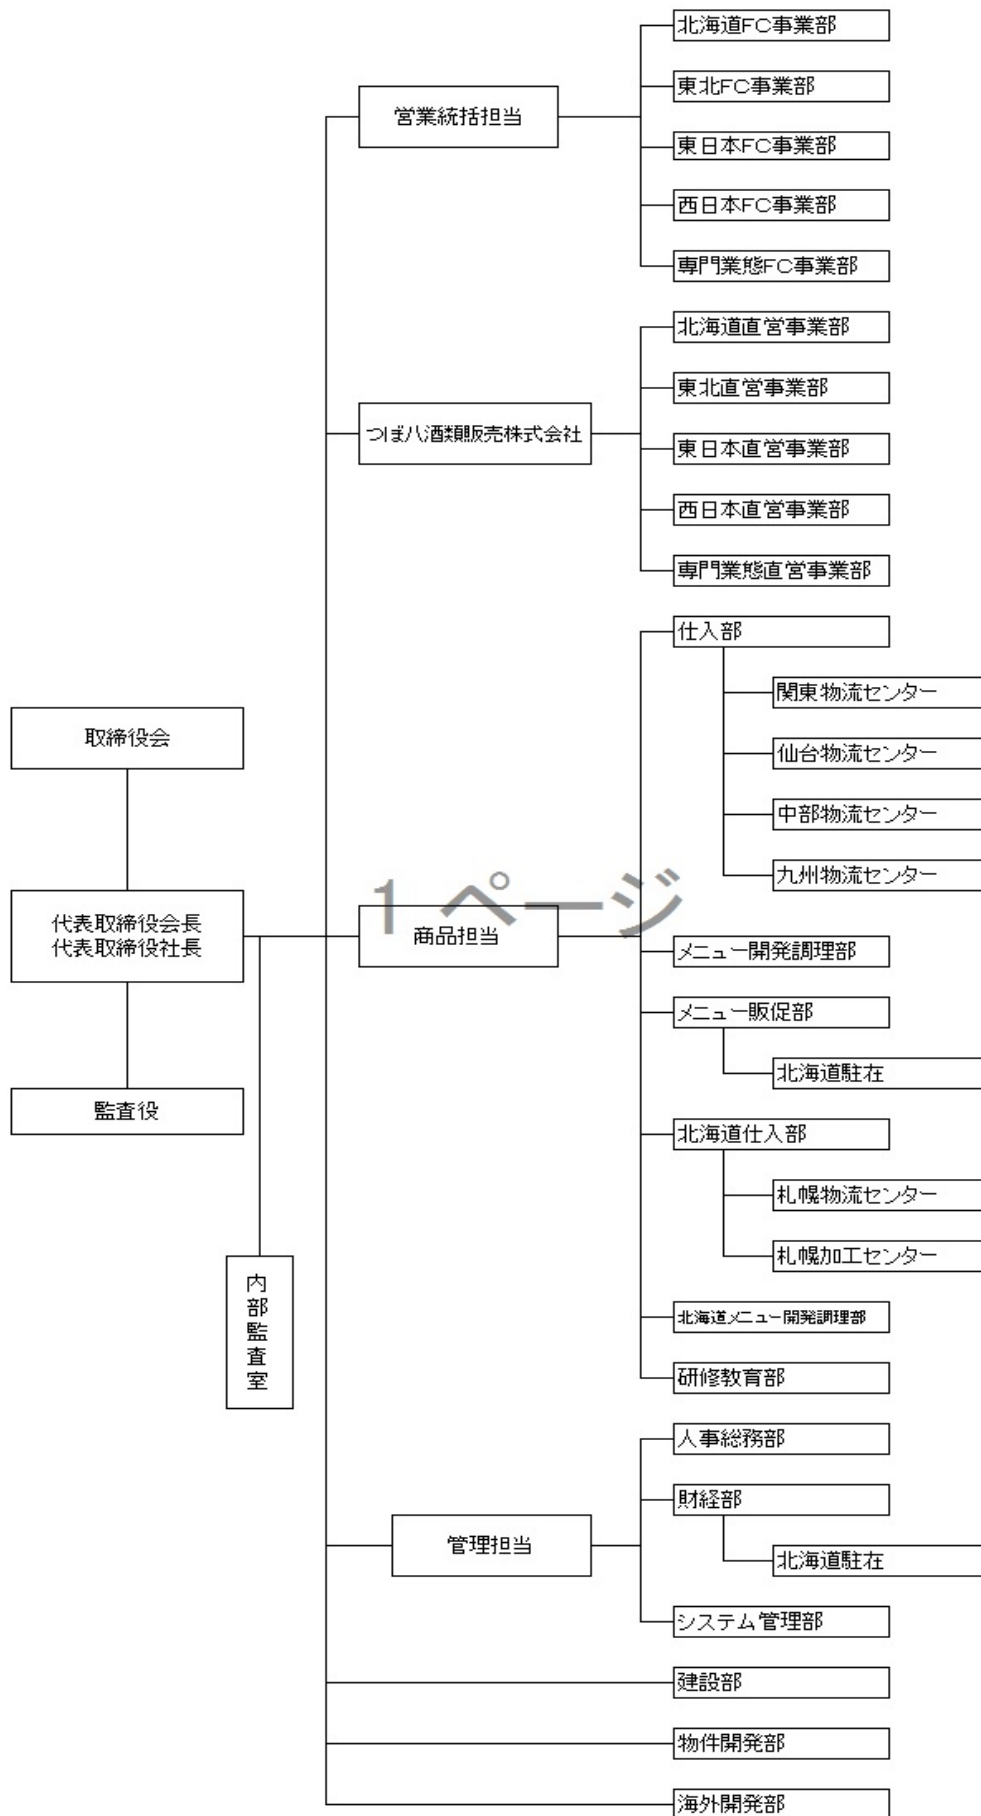 北海道FC事業部
東北FC事業部
営業統括担当
東日本FC事業部
西日本FC事業部
専門業態FC事業部
北海道直営事業部
東北直営事業部
つぼ八酒類販売株式会社
東日本直営事業部
西日本直営事業部
専門業態直営事業部
仕入部
関東物流センター
仙台物流センター
中部物流センター
九州物流センター
取締役会
代表取締役会長
代表取締役社長
監査役
内部監査室
1 ページ
商品担当
メニュー開発調理部
メニュー販促部
北海道駐在
北海道仕入部
札幌物流センター
札幌加工センター
北海道メニュー開発調理部
研修教育部
人事総務部
財経部
管理担当
北海道駐在
システム管理部
建設部
物件開発部
海外開発部